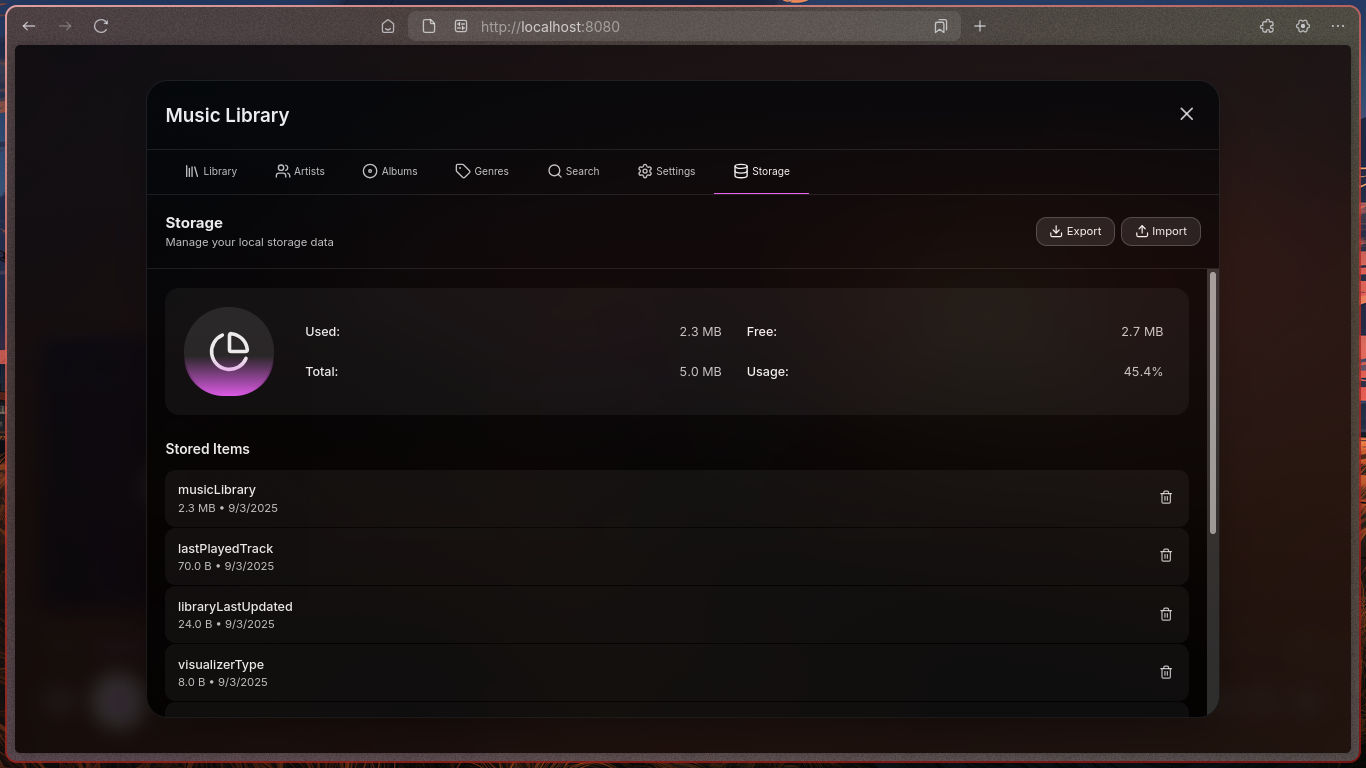 http://localhost:8080
Music Library
Library Artists Albums Genres Search Settings Storage
Storage
Manage your local storage data
Export Import
Used: 2.3 MB Free: 2.7 MB
Total: 5.0 MB Usage: 45.4%
Stored Items
musicLibrary
2.3 MB • 9/3/2025
lastPlayedTrack
70.0 B • 9/3/2025
libraryLastUpdated
24.0 B • 9/3/2025
visualizerType
8.0 B • 9/3/2025